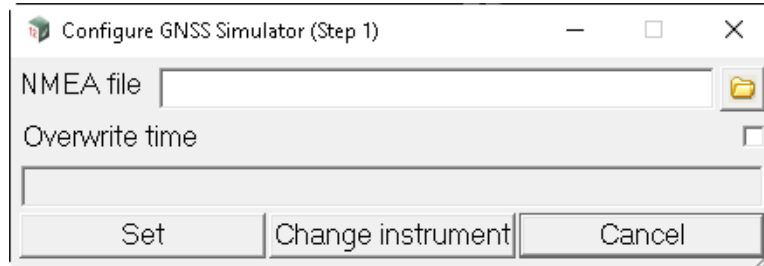 Configure GNSS Simulator (Step 1)
NMEA file
Overwrite time
Set Change instrument Cancel